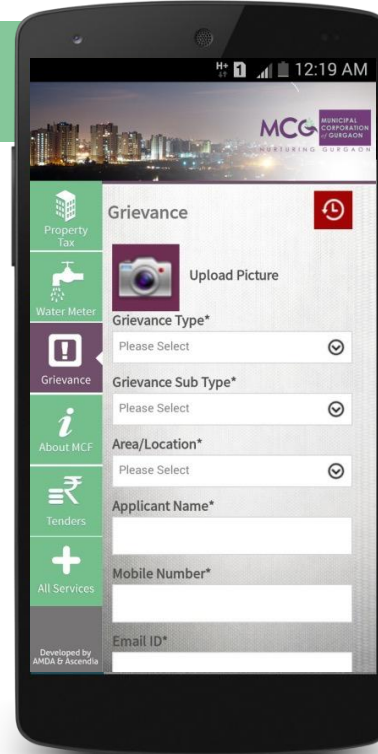 H+ 1 12:19 AM
MCG MUNICIPAL
CORPORATION
of GURGAON
NURTURING GURGAON
Property
Tax
Water Meter
Grievance
About MCF
Tenders
All Services
Developed by
AMDA & Ascendia
Grievance
Upload Picture
Grievance Type*
Please Select
Grievance Sub Type*
Please Select
Area/Location*
Please Select
Applicant Name*
Mobile Number*
Email ID*